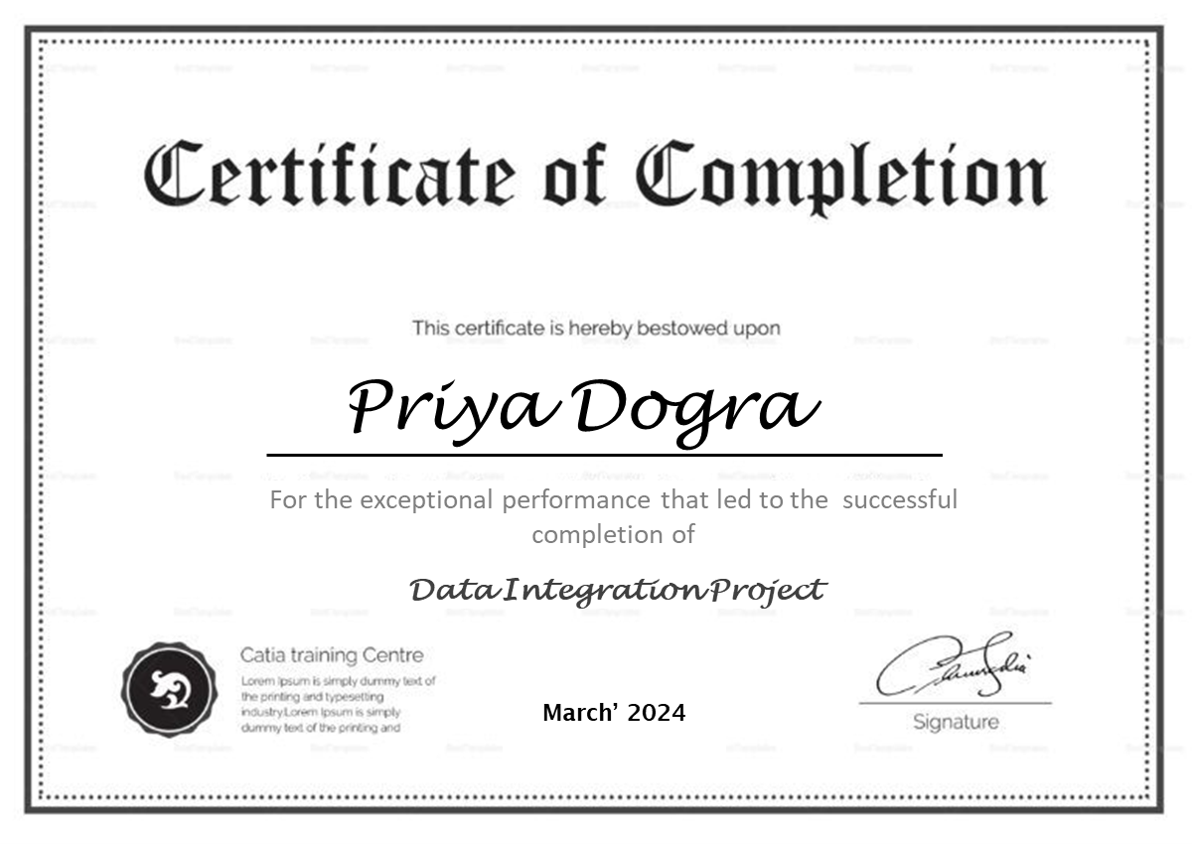 Certificate of Completion
This certificate is hereby bestowed upon
Priya Dogra
For the exceptional performance that led to the successful
completion of
Data Integration Project
Catia training Centre
Lorem Ipsum is simply dummy text of
the printing and typesetting
industry.Lorem Ipsum is simply
dummy text of the printing and
March’ 2024
Signature